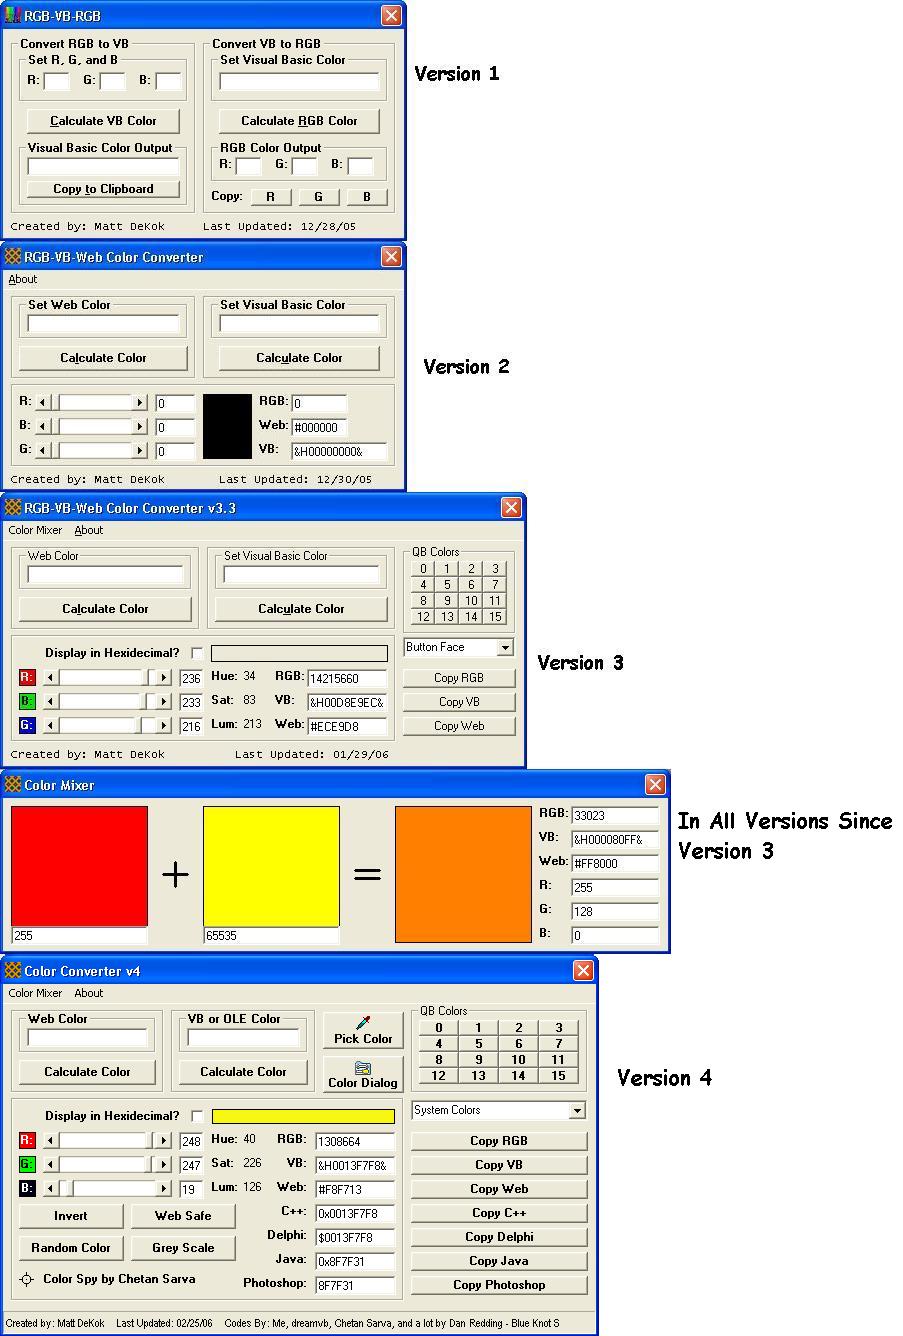 RGB-VB-RGB
Convert RGB to VB
Set R, G, and B
R: G: B:
Calculate VB Color
Visual Basic Color Output
Copy to Clipboard
Convert VB to RGB
Set Visual Basic Color
Calculate RGB Color
RGB Color Output
R: G: B:
Copy: R G B
Created by: Matt DeKok Last Updated: 12/28/05
Version 1
RGB-VB-Web Color Converter
About
Set Web Color
Calculate Color
Set Visual Basic Color
Calculate Color
R: 0
B: 0
G: 0
RGB: 0
Web: #000000
VB: &H00000000&
Created by: Matt DeKok Last Updated: 12/30/05
Version 2
RGB-VB-Web Color Converter v3.3
Color Mixer About
Web Color
Calculate Color
Set Visual Basic Color
Calculate Color
QB Colors
0 1 2 3
4 5 6 7
8 9 10 11
12 13 14 15
Display in Hexidecimal?
R: 236 Hue: 34 RGB: 14215660
B: 233 Sat: 83 VB: &H00D8E9EC&
G: 216 Lum: 213 Web: #ECE9D8
Button Face
Copy RGB
Copy VB
Copy Web
Created by: Matt DeKok Last Updated: 01/29/06
Version 3
Color Mixer
+ =
255 65535
RGB: 33023
VB: &H000080FF&
Web: #FF8000
R: 255
G: 128
B: 0
In All Versions Since
Version 3
Color Converter v4
Color Mixer About
Web Color
Calculate Color
VB or OLE Color
Calculate Color
Pick Color
Color Dialog
QB Colors
0 1 2 3
4 5 6 7
8 9 10 11
12 13 14 15
Display in Hexidecimal?
R: 248 Hue: 40 RGB: 1308664
G: 247 Sat: 226 VB: &H0013F7F8&
B: 19 Lum: 126 Web: #F8F713
C++: 0x0013F7F8
Delphi: $0013F7F8
Java: 0x8F7F31
Photoshop: 8F7F31
Invert Web Safe
Random Color Grey Scale
Color Spy by Chetan Sarva
System Colors
Copy RGB
Copy VB
Copy Web
Copy C++
Copy Delphi
Copy Java
Copy Photoshop
Created by: Matt DeKok Last Updated: 02/25/06 Codes By: Me, dreamvb, Chetan Sarva, and a lot by Dan Redding - Blue Knot S
Version 4